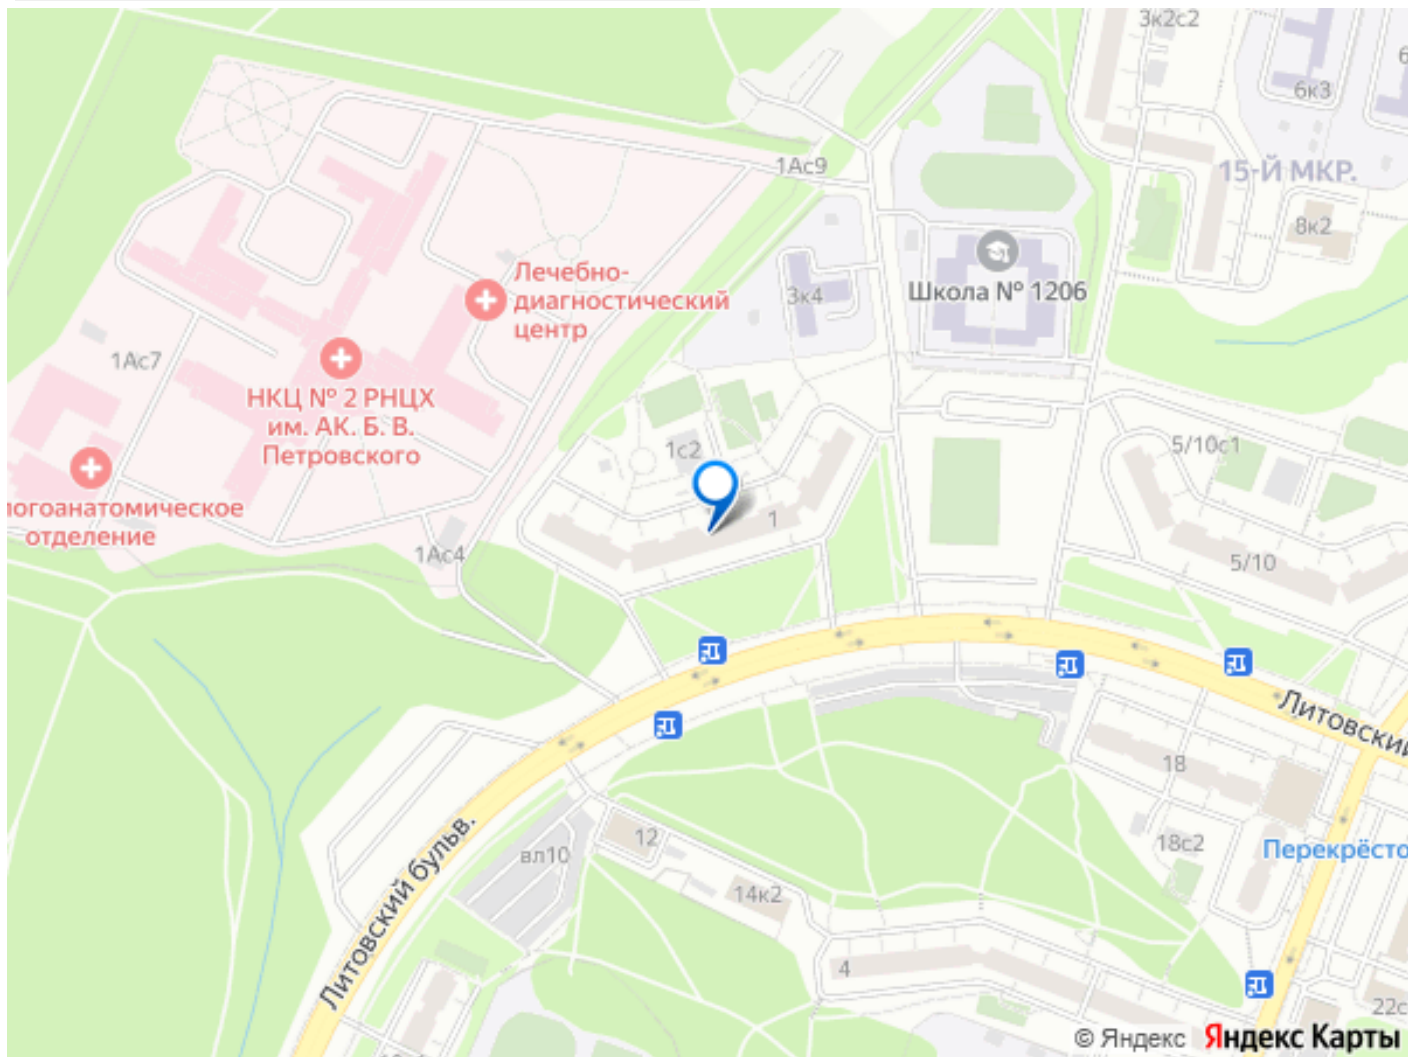 3к2с2
6к3
15-Й МКР.
1Ас9
8к2
Лечебно-
диагностический
центр
3к4
Школа № 1206
1Ас7
НКЦ № 2 РНЦХ
им. АК. Б. В.
Петровского
1с2
5/10с1
логоанатомическое
отделение
1
1Ас4
5/10
Литовский
18
12
вл10
18с2
Перекрёсто
14к2
Литовский бульв.
4
22с
© Яндекс Яндекс Карты